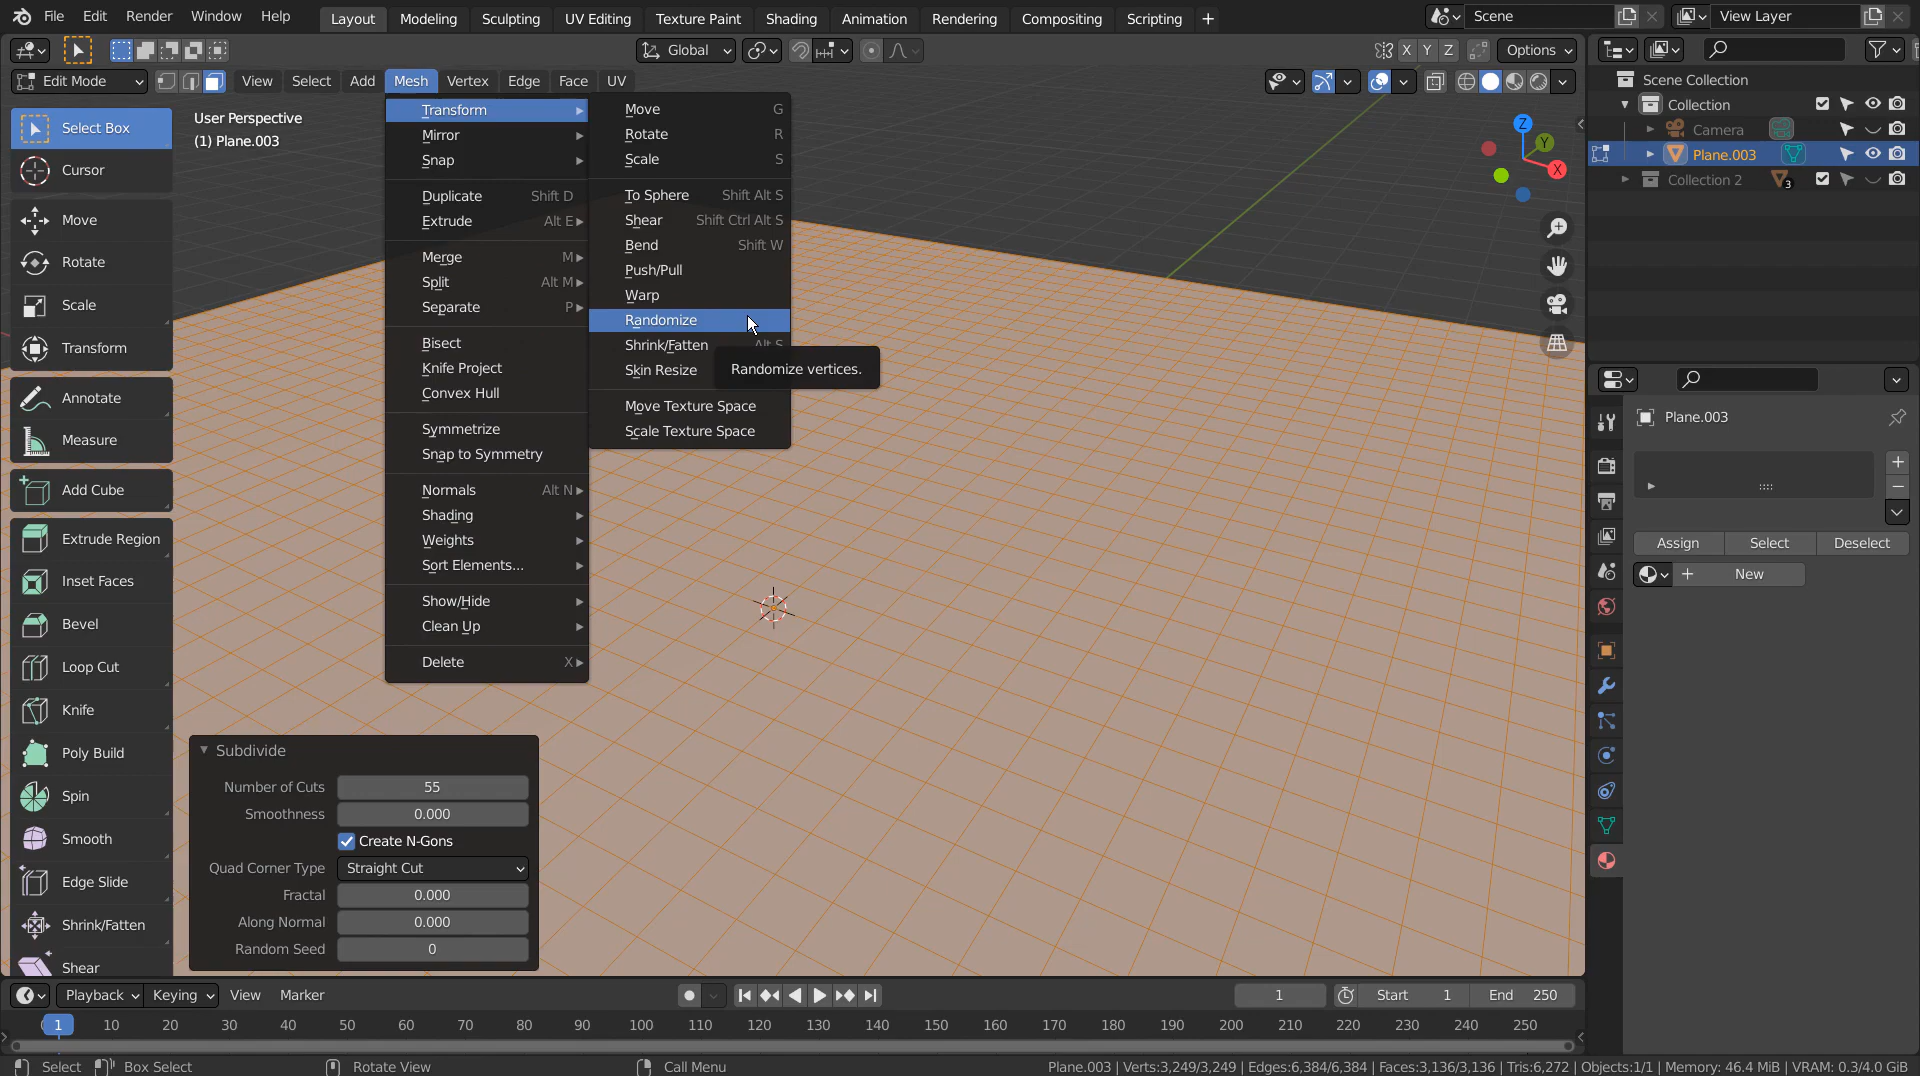 File Edit Render Window Help Layout Modeling Sculpting UV Editing Texture Paint Shading Animation Rendering Compositing Scripting + Scene View Layer
Global X Y Z Options
Edit Mode View Select Add Mesh Vertex Edge Face UV
User Perspective
(1) Plane.003
Select Box
Cursor
Move
Rotate
Scale
Transform
Annotate
Measure
Add Cube
Extrude Region
Inset Faces
Bevel
Loop Cut
Knife
Poly Build
Spin
Smooth
Edge Slide
Shrink/Fatten
Shear
Transform
Mirror
Snap
Duplicate Shift D
Extrude Alt E
Merge M
Split Alt M
Separate P
Bisect
Knife Project
Convex Hull
Symmetrize
Snap to Symmetry
Normals Alt N
Shading
Weights
Sort Elements...
Show/Hide
Clean Up
Delete X
Move G
Rotate R
Scale S
To Sphere Shift Alt S
Shear Shift Ctrl Alt S
Bend Shift W
Push/Pull
Warp
Randomize
Shrink/Fatten Alt S
Skin Resize
Randomize vertices.
Move Texture Space
Scale Texture Space
Z
Y
X
Subdivide
Number of Cuts 55
Smoothness 0.000
Create N-Gons
Quad Corner Type Straight Cut
Fractal 0.000
Along Normal 0.000
Random Seed 0
Scene Collection
Collection
Camera
Plane.003
Collection 2 3
Plane.003
Assign Select Deselect
+ New
Playback Keying View Marker 1 Start 1 End 250
1 10 20 30 40 50 60 70 80 90 100 110 120 130 140 150 160 170 180 190 200 210 220 230 240 250
Select Box Select Rotate View Call Menu Plane.003 | Verts:3,249/3,249 | Edges:6,384/6,384 | Faces:3,136/3,136 | Tris:6,272 | Objects:1/1 | Memory: 46.4 MiB | VRAM: 0.3/4.0 GiB